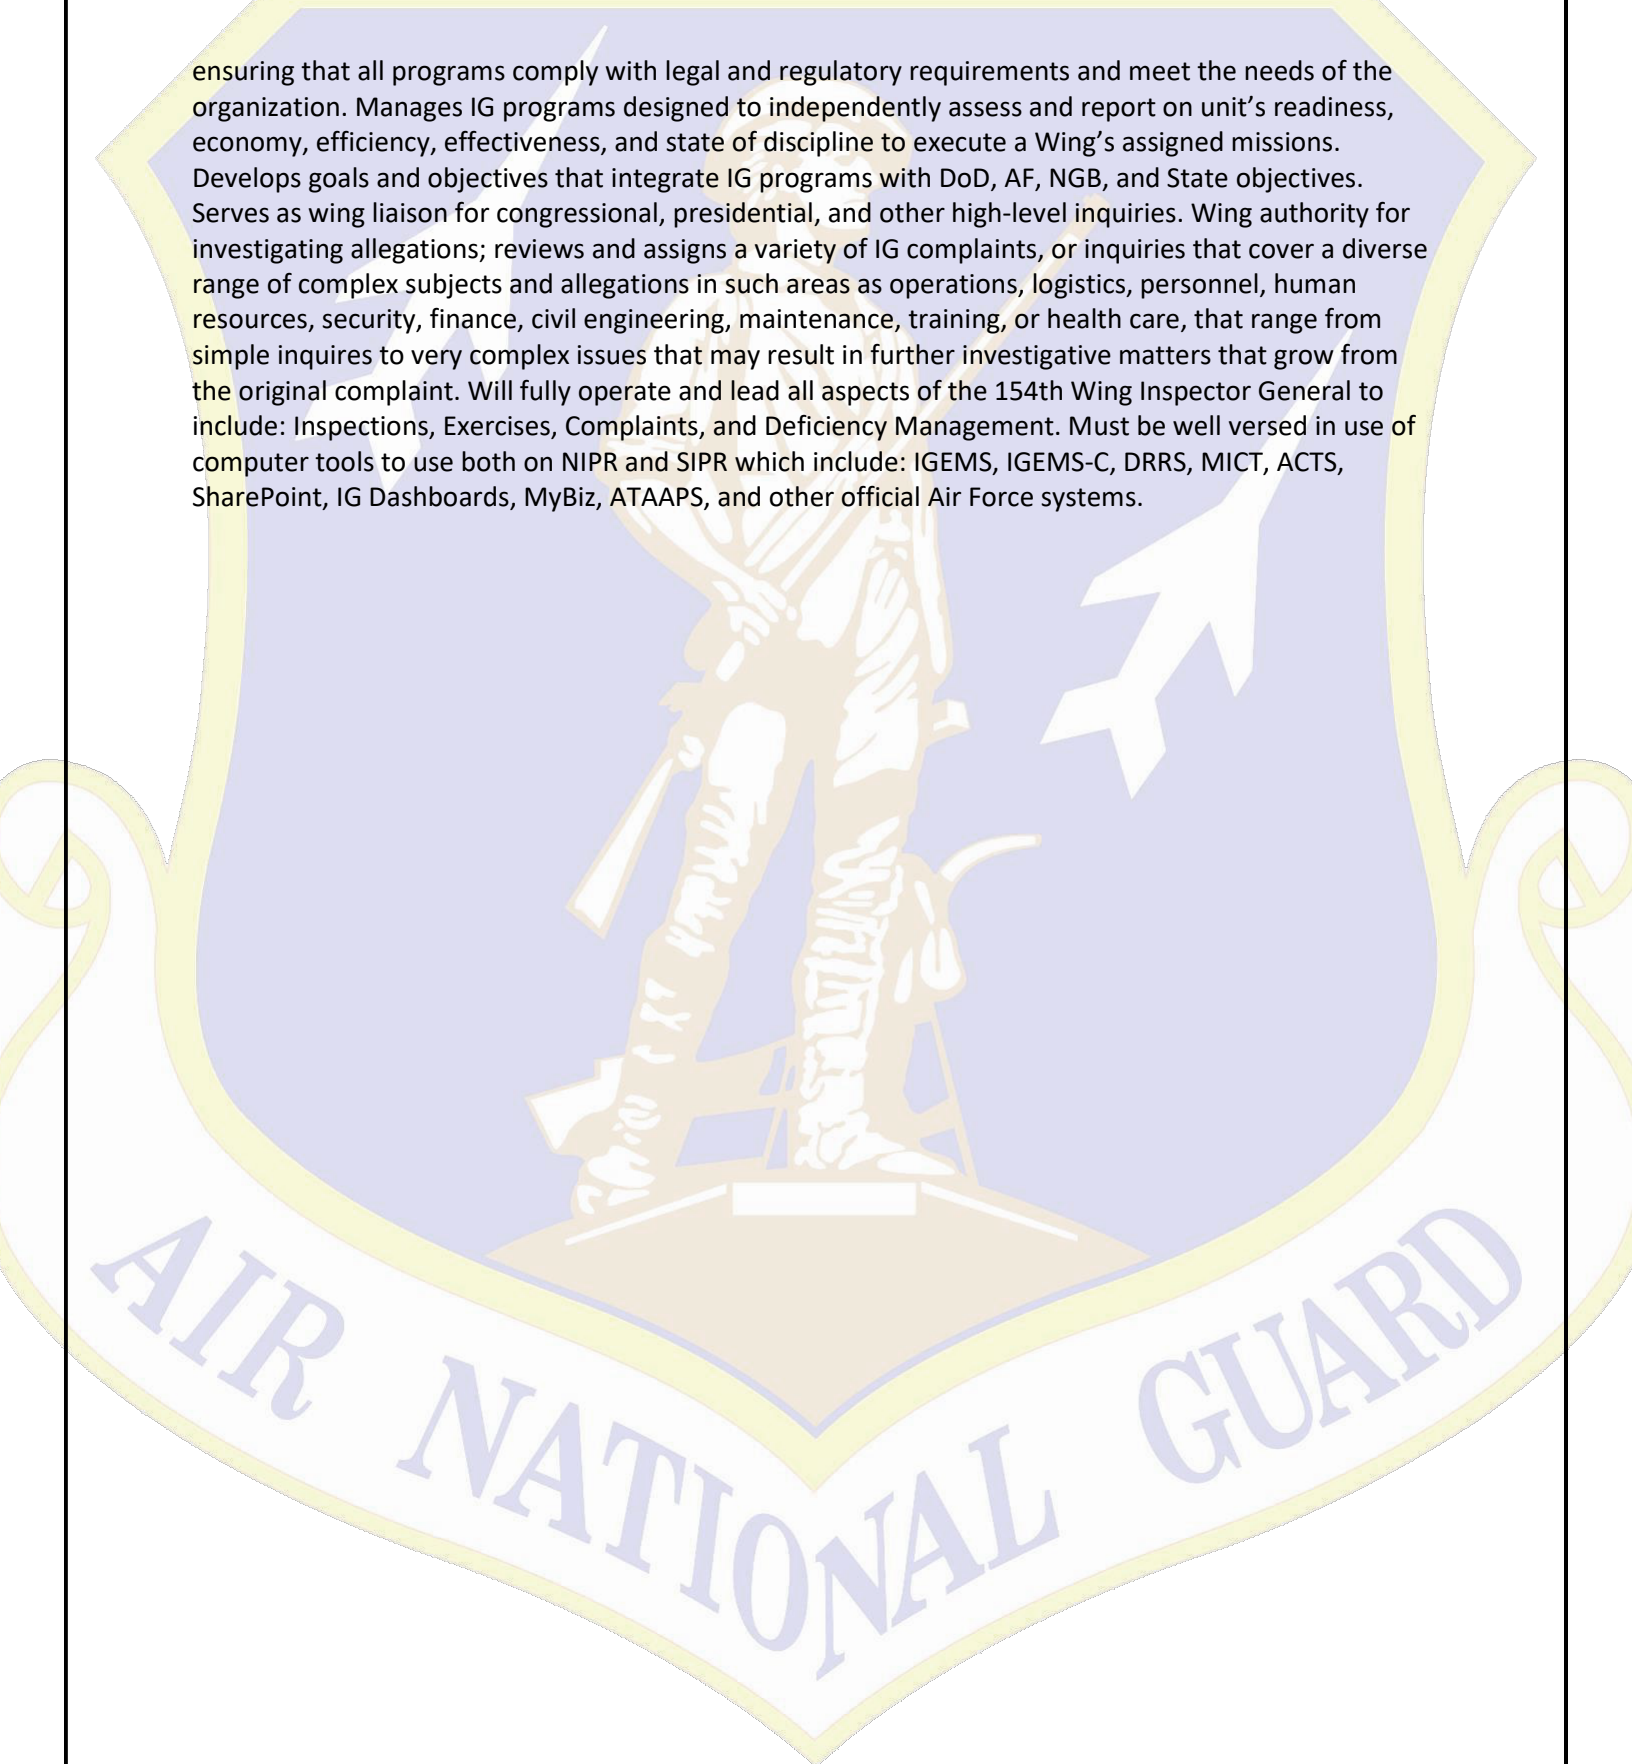 ensuring that all programs comply with legal and regulatory requirements and meet the needs of the
organization. Manages IG programs designed to independently assess and report on unit’s readiness,
economy, efficiency, effectiveness, and state of discipline to execute a Wing’s assigned missions.
Develops goals and objectives that integrate IG programs with DoD, AF, NGB, and State objectives.
Serves as wing liaison for congressional, presidential, and other high-level inquiries. Wing authority for
investigating allegations; reviews and assigns a variety of IG complaints, or inquiries that cover a diverse
range of complex subjects and allegations in such areas as operations, logistics, personnel, human
resources, security, finance, civil engineering, maintenance, training, or health care, that range from
simple inquires to very complex issues that may result in further investigative matters that grow from
the original complaint. Will fully operate and lead all aspects of the 154th Wing Inspector General to
include: Inspections, Exercises, Complaints, and Deficiency Management. Must be well versed in use of
computer tools to use both on NIPR and SIPR which include: IGEMS, IGEMS-C, DRRS, MICT, ACTS,
SharePoint, IG Dashboards, MyBiz, ATAAPS, and other official Air Force systems.
AIR NATIONAL GUARD